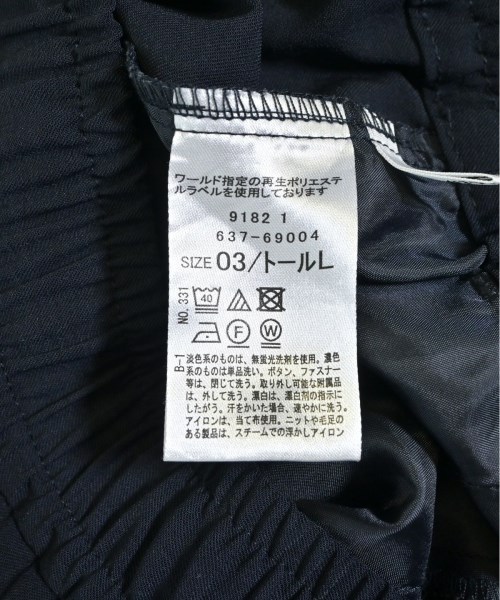 ワールド指定の再生ポリエステ
ルラベルを使用しております
9182 1
637-69004
SIZE 03/トールL
NO.331
40
F W
B-1
淡色系のものは、無蛍光洗剤を使用。濃色
系のものは単品洗い。ボタン、ファスナー
等は、閉じて洗う。取り外し可能な附属品
は、外して洗う。漂白は、漂白剤の指示に
したがう。汗をかいた場合、速やかに洗う。
アイロンは、当て布使用。ニットや毛足の
ある製品は、スチームでの浮かしアイロン